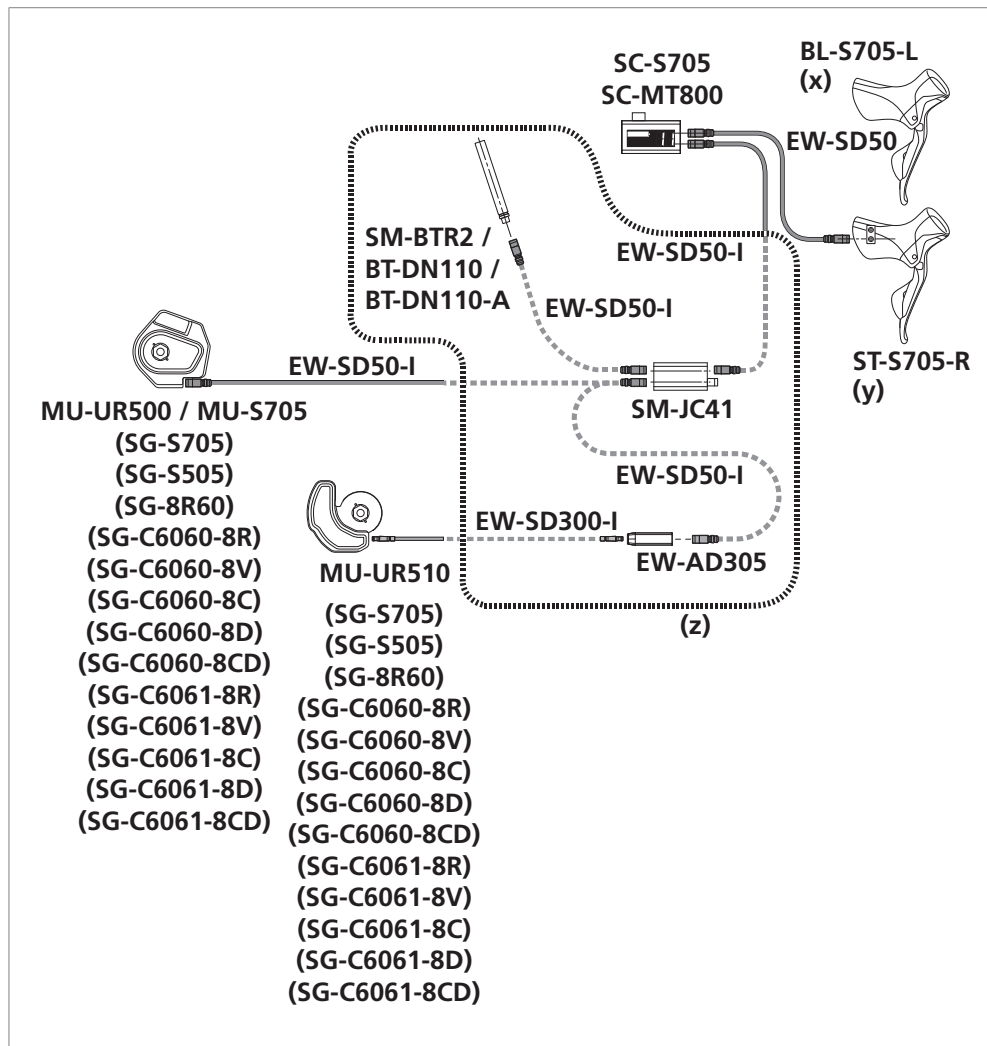 SC-S705
SC-MT800
BL-S705-L
(x)
EW-SD50
SM-BTR2 /
BT-DN110 /
BT-DN110-A
EW-SD50-I
EW-SD50-I
EW-SD50-I
ST-S705-R
(y)
SM-JC41
MU-UR500 / MU-S705
(SG-S705)
(SG-S505)
(SG-8R60)
(SG-C6060-8R)
(SG-C6060-8V)
(SG-C6060-8C)
(SG-C6060-8D)
(SG-C6060-8CD)
(SG-C6061-8R)
(SG-C6061-8V)
(SG-C6061-8C)
(SG-C6061-8D)
(SG-C6061-8CD)
EW-SD50-I
EW-SD300-I
EW-AD305
MU-UR510
(z)
(SG-S705)
(SG-S505)
(SG-8R60)
(SG-C6060-8R)
(SG-C6060-8V)
(SG-C6060-8C)
(SG-C6060-8D)
(SG-C6060-8CD)
(SG-C6061-8R)
(SG-C6061-8V)
(SG-C6061-8C)
(SG-C6061-8D)
(SG-C6061-8CD)